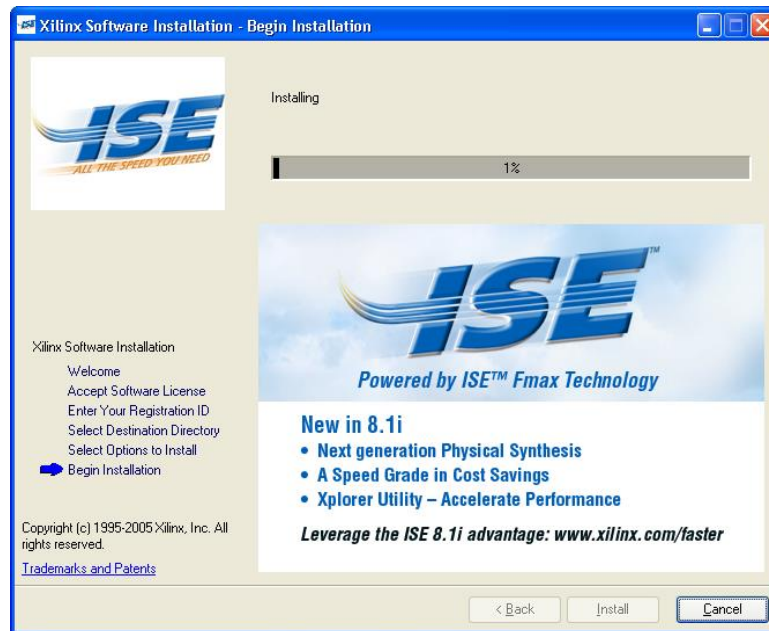 Xilinx Software Installation - Begin Installation
ISE
ALL THE SPEED YOU NEED
Installing
1%
ISE™
Powered by ISE™ Fmax Technology
New in 8.1i
• Next generation Physical Synthesis
• A Speed Grade in Cost Savings
• Xplorer Utility – Accelerate Performance
Leverage the ISE 8.1i advantage: www.xilinx.com/faster
Xilinx Software Installation
Welcome
Accept Software License
Enter Your Registration ID
Select Destination Directory
Select Options to Install
Begin Installation
Copyright (c) 1995-2005 Xilinx, Inc. All
rights reserved.
Trademarks and Patents
< Back
Install
Cancel